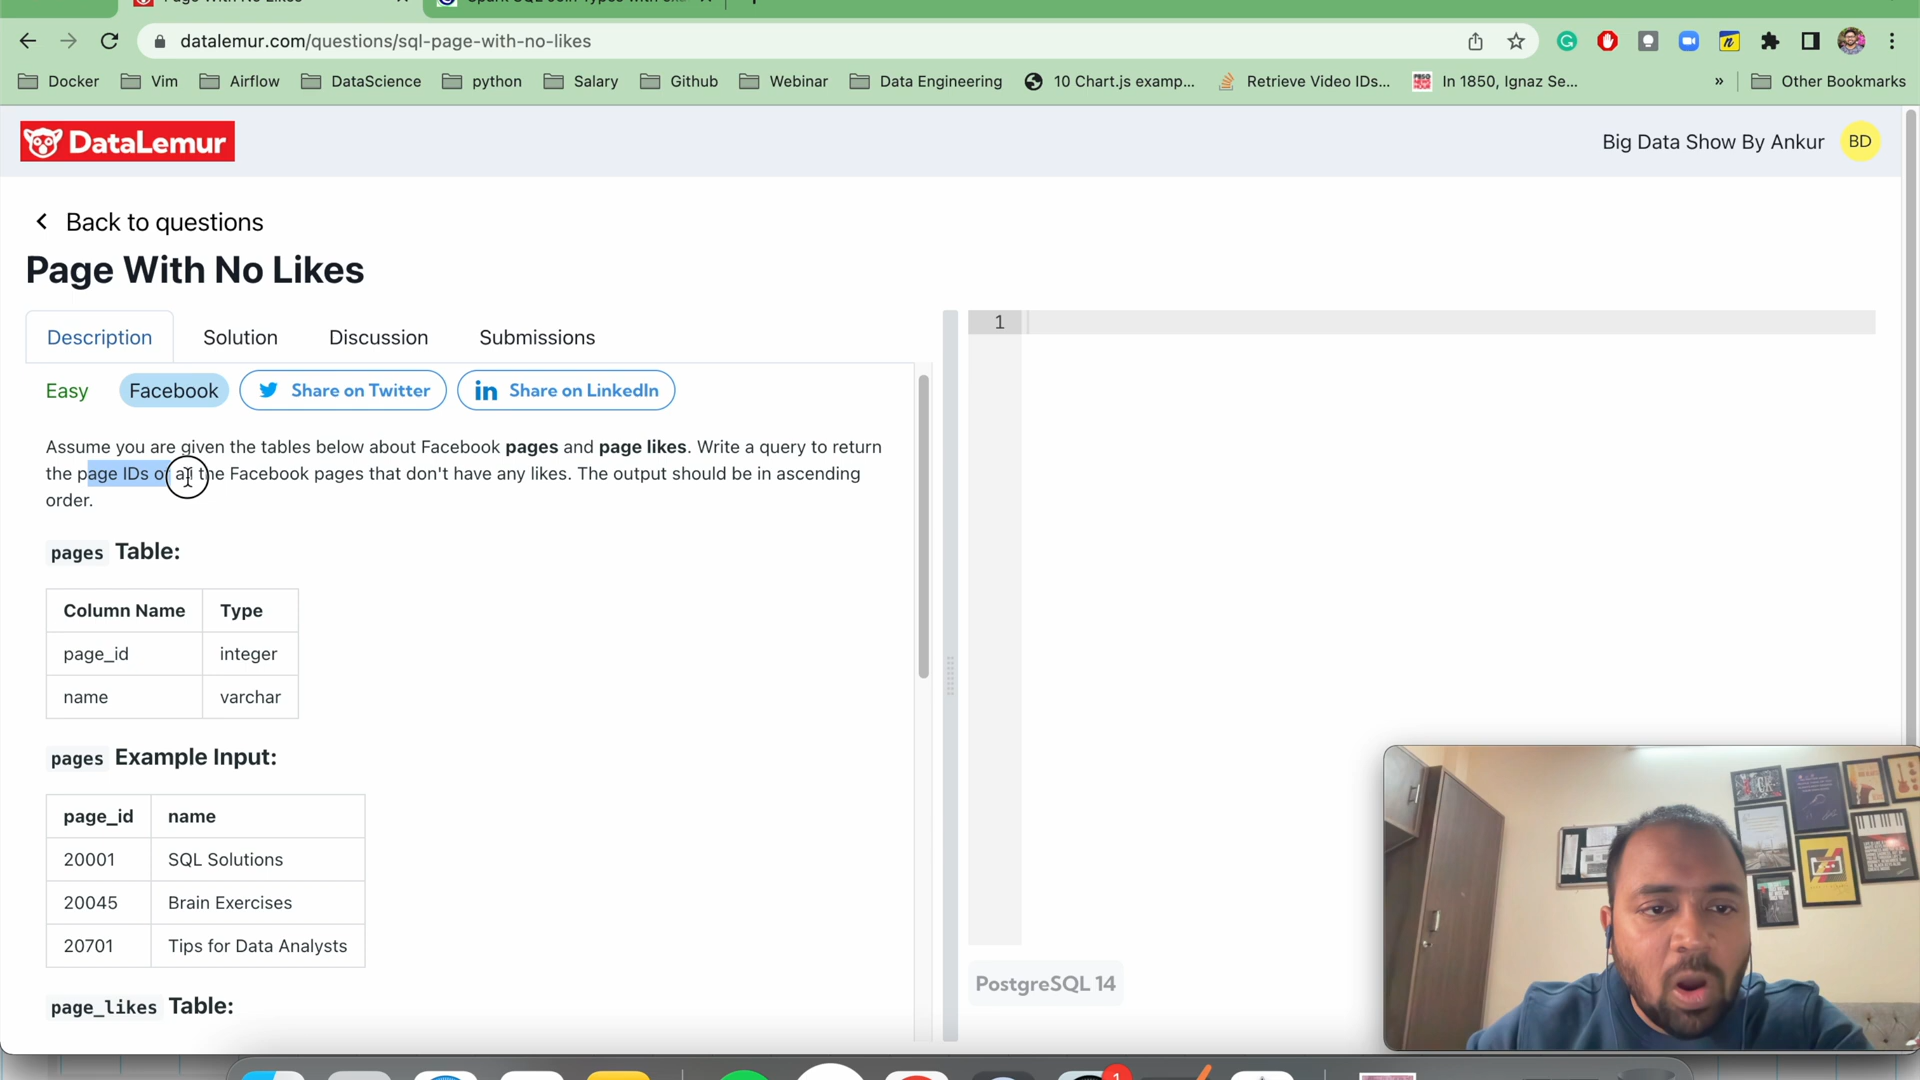 datalemur.com/questions/sql-page-with-no-likes
Docker Vim Airflow DataScience python Salary Github Webinar Data Engineering 10 Chart.js examp... Retrieve Video IDs... In 1850, Ignaz Se... » Other Bookmarks
DataLemur
Big Data Show By Ankur BD
Back to questions
Page With No Likes
Description Solution Discussion Submissions
1
Easy Facebook Share on Twitter Share on LinkedIn
Assume you are given the tables below about Facebook pages and page likes. Write a query to return
the page IDs of all the Facebook pages that don't have any likes. The output should be in ascending
order.
pages Table:
Column Name Type
page_id integer
name varchar
pages Example Input:
page_id name
20001 SQL Solutions
20045 Brain Exercises
20701 Tips for Data Analysts
page_likes Table:
PostgreSQL 14
1